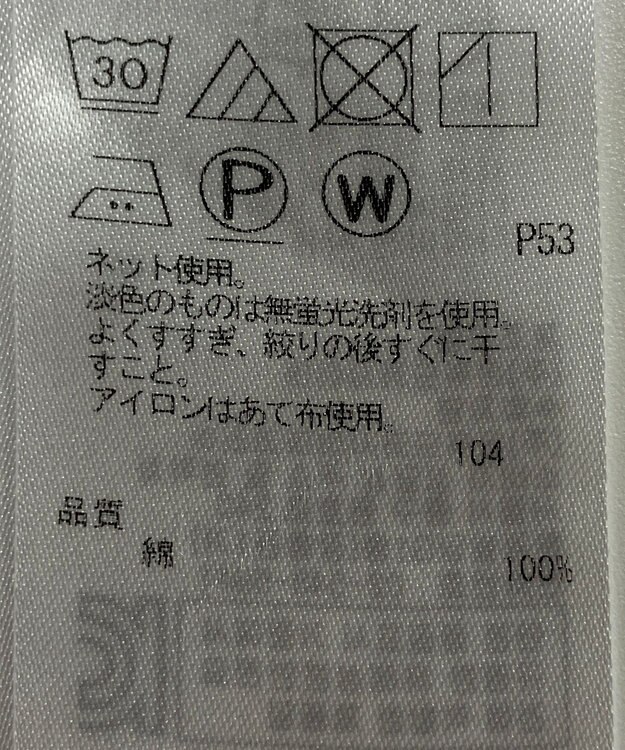 30
P W
P53
ネット使用。
淡色のものは無蛍光洗剤を使用。
よくすすぎ、絞りの後すぐに干
すこと。
アイロンはあて布使用。
104
品質
綿 100%